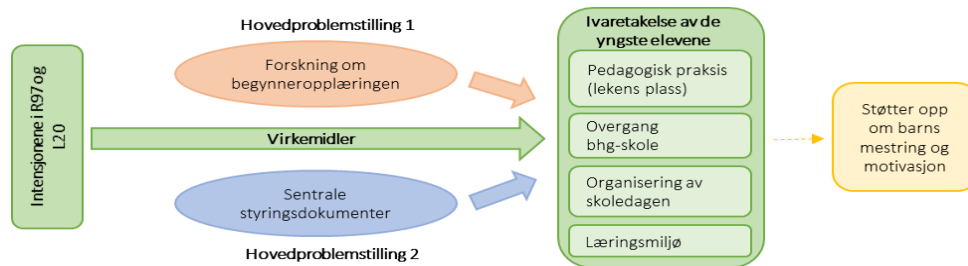 Intensjonene i R97 og
L20
Hovedproblemstilling 1
Forskning om
begynneropplæringen
Virkemidler
Sentrale
styringsdokumenter
Hovedproblemstilling 2
Ivaretakelse av de
yngste elevene
Pedagogisk praksis
(lekens plass)
Overgang
bhg-skole
Organisering av
skoledagen
Læringsmiljø
Støtter opp
om barns
mestring og
motivasjon